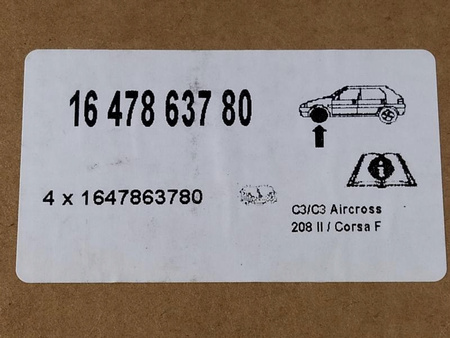 16 478 637 80
4 x 1647863780
C3/C3 Aircross
208 II / Corsa F